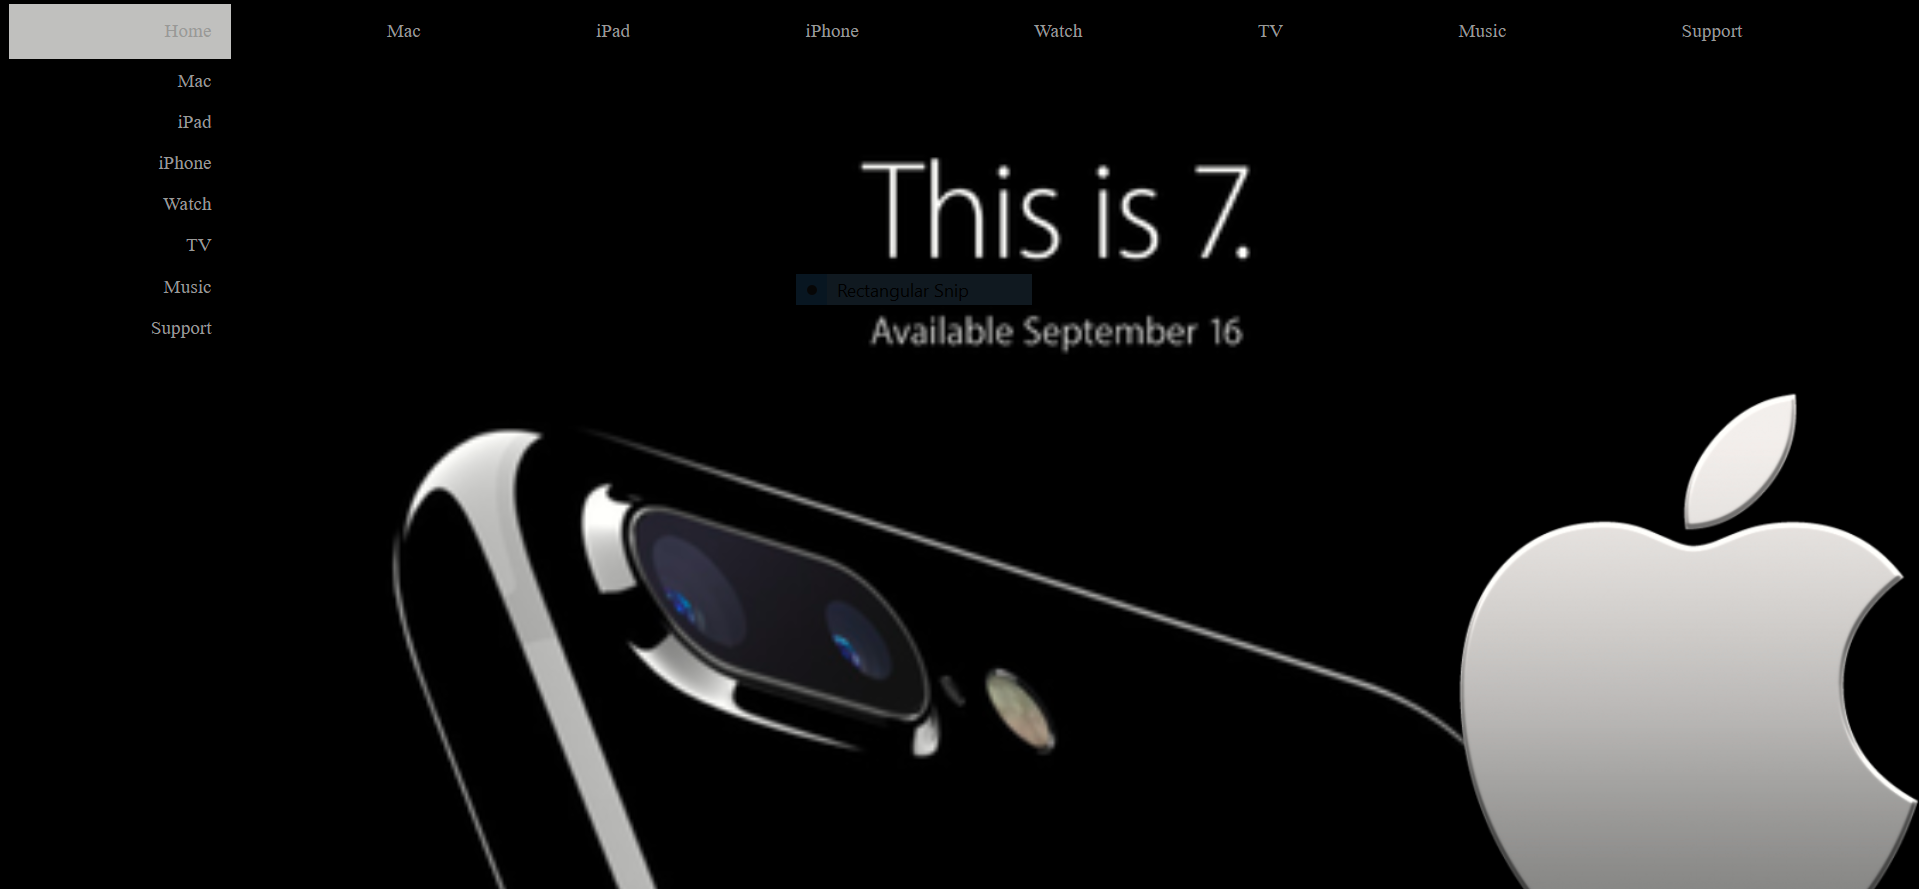 Home Mac iPad iPhone Watch TV Music Support
Mac
iPad
iPhone
Watch
TV
Music
Support
This is 7.
Rectangular Snip
Available September 16